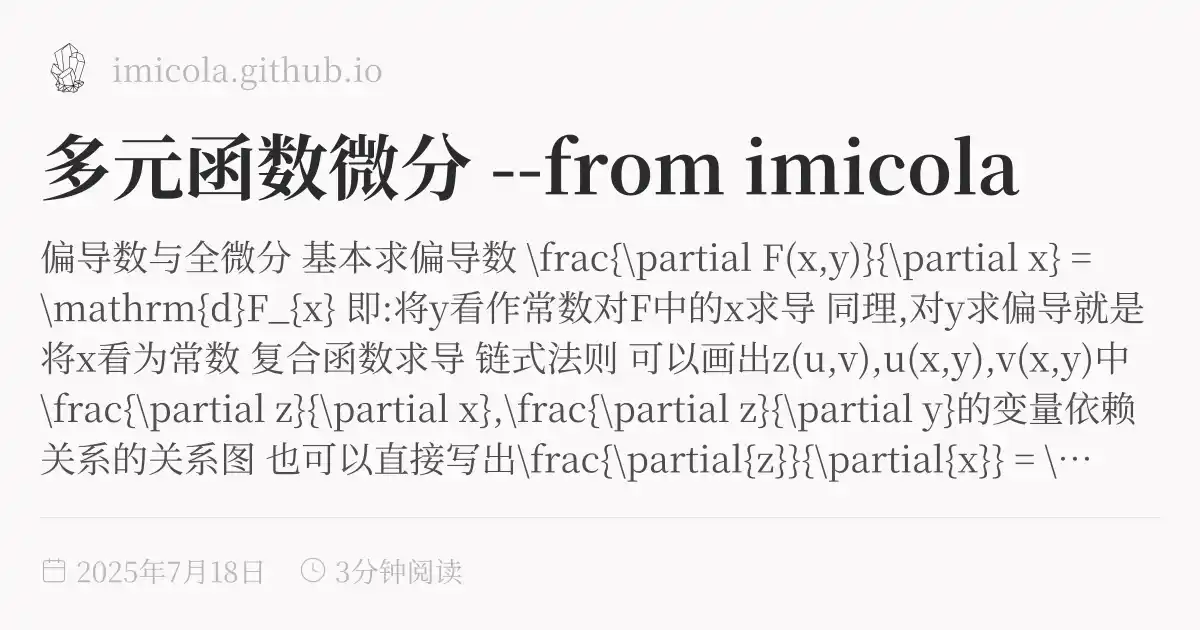 imicola.github.io
多元函数微分 --from imicola
偏导数与全微分 基本求偏导数 \frac{\partial F(x,y)}{\partial x} =
\mathrm{d}F_{x} 即:将y看作常数对F中的x求导 同理,对y求偏导就是
将x看为常数 复合函数求导 链式法则 可以画出z(u,v),u(x,y),v(x,y)中
\frac{\partial z}{\partial x},\frac{\partial z}{\partial y}的变量依赖
关系的关系图 也可以直接写出\frac{\partial{z}}{\partial{x}} = \⋯
2025年7月18日 3分钟阅读